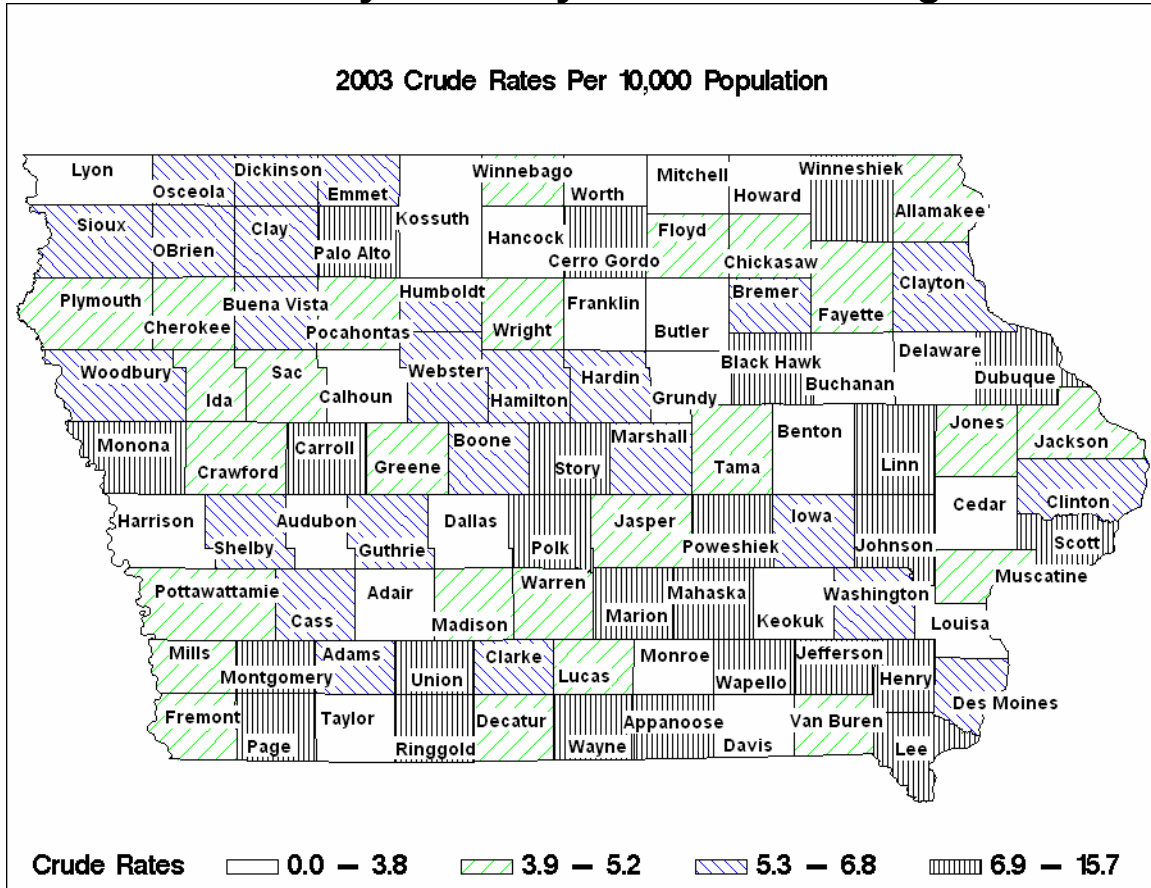 2003 Crude Rates Per 10,000 Population
Lyon Osceola Dickinson Emmet Winnebago Worth Mitchell Howard Winneshiek Allamakee
Sioux OBrien Clay Palo Alto Kossuth Hancock Cerro Gordo Floyd Chickasaw
Plymouth Cherokee Buena Vista Pocahontas Humboldt Wright Franklin Butler Bremer Fayette Clayton
Woodbury Ida Sac Calhoun Webster Hamilton Hardin Grundy Black Hawk Buchanan Delaware Dubuque
Monona Crawford Carroll Greene Boone Story Marshall Tama Benton Linn Jones Jackson
Harrison Shelby Audubon Guthrie Dallas Polk Jasper Poweshiek Iowa Johnson Cedar Clinton Scott
Pottawattamie Cass Adair Madison Warren Marion Mahaska Keokuk Washington Louisa Muscatine
Mills Montgomery Adams Union Clarke Lucas Monroe Wapello Jefferson Henry Des Moines
Fremont Page Taylor Ringgold Decatur Wayne Appanoose Davis Van Buren Lee
Crude Rates 0.0 – 3.8 3.9 – 5.2 5.3 – 6.8 6.9 – 15.7